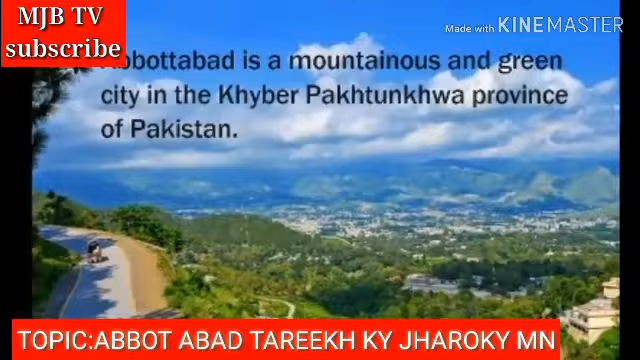 MJB TV
subscribe
Made with KINEMASTER
Abbottabad is a mountainous and green
city in the Khyber Pakhtunkhwa province
of Pakistan.
TOPIC:ABBOT ABAD TAREEKH KY JHAROKY MN